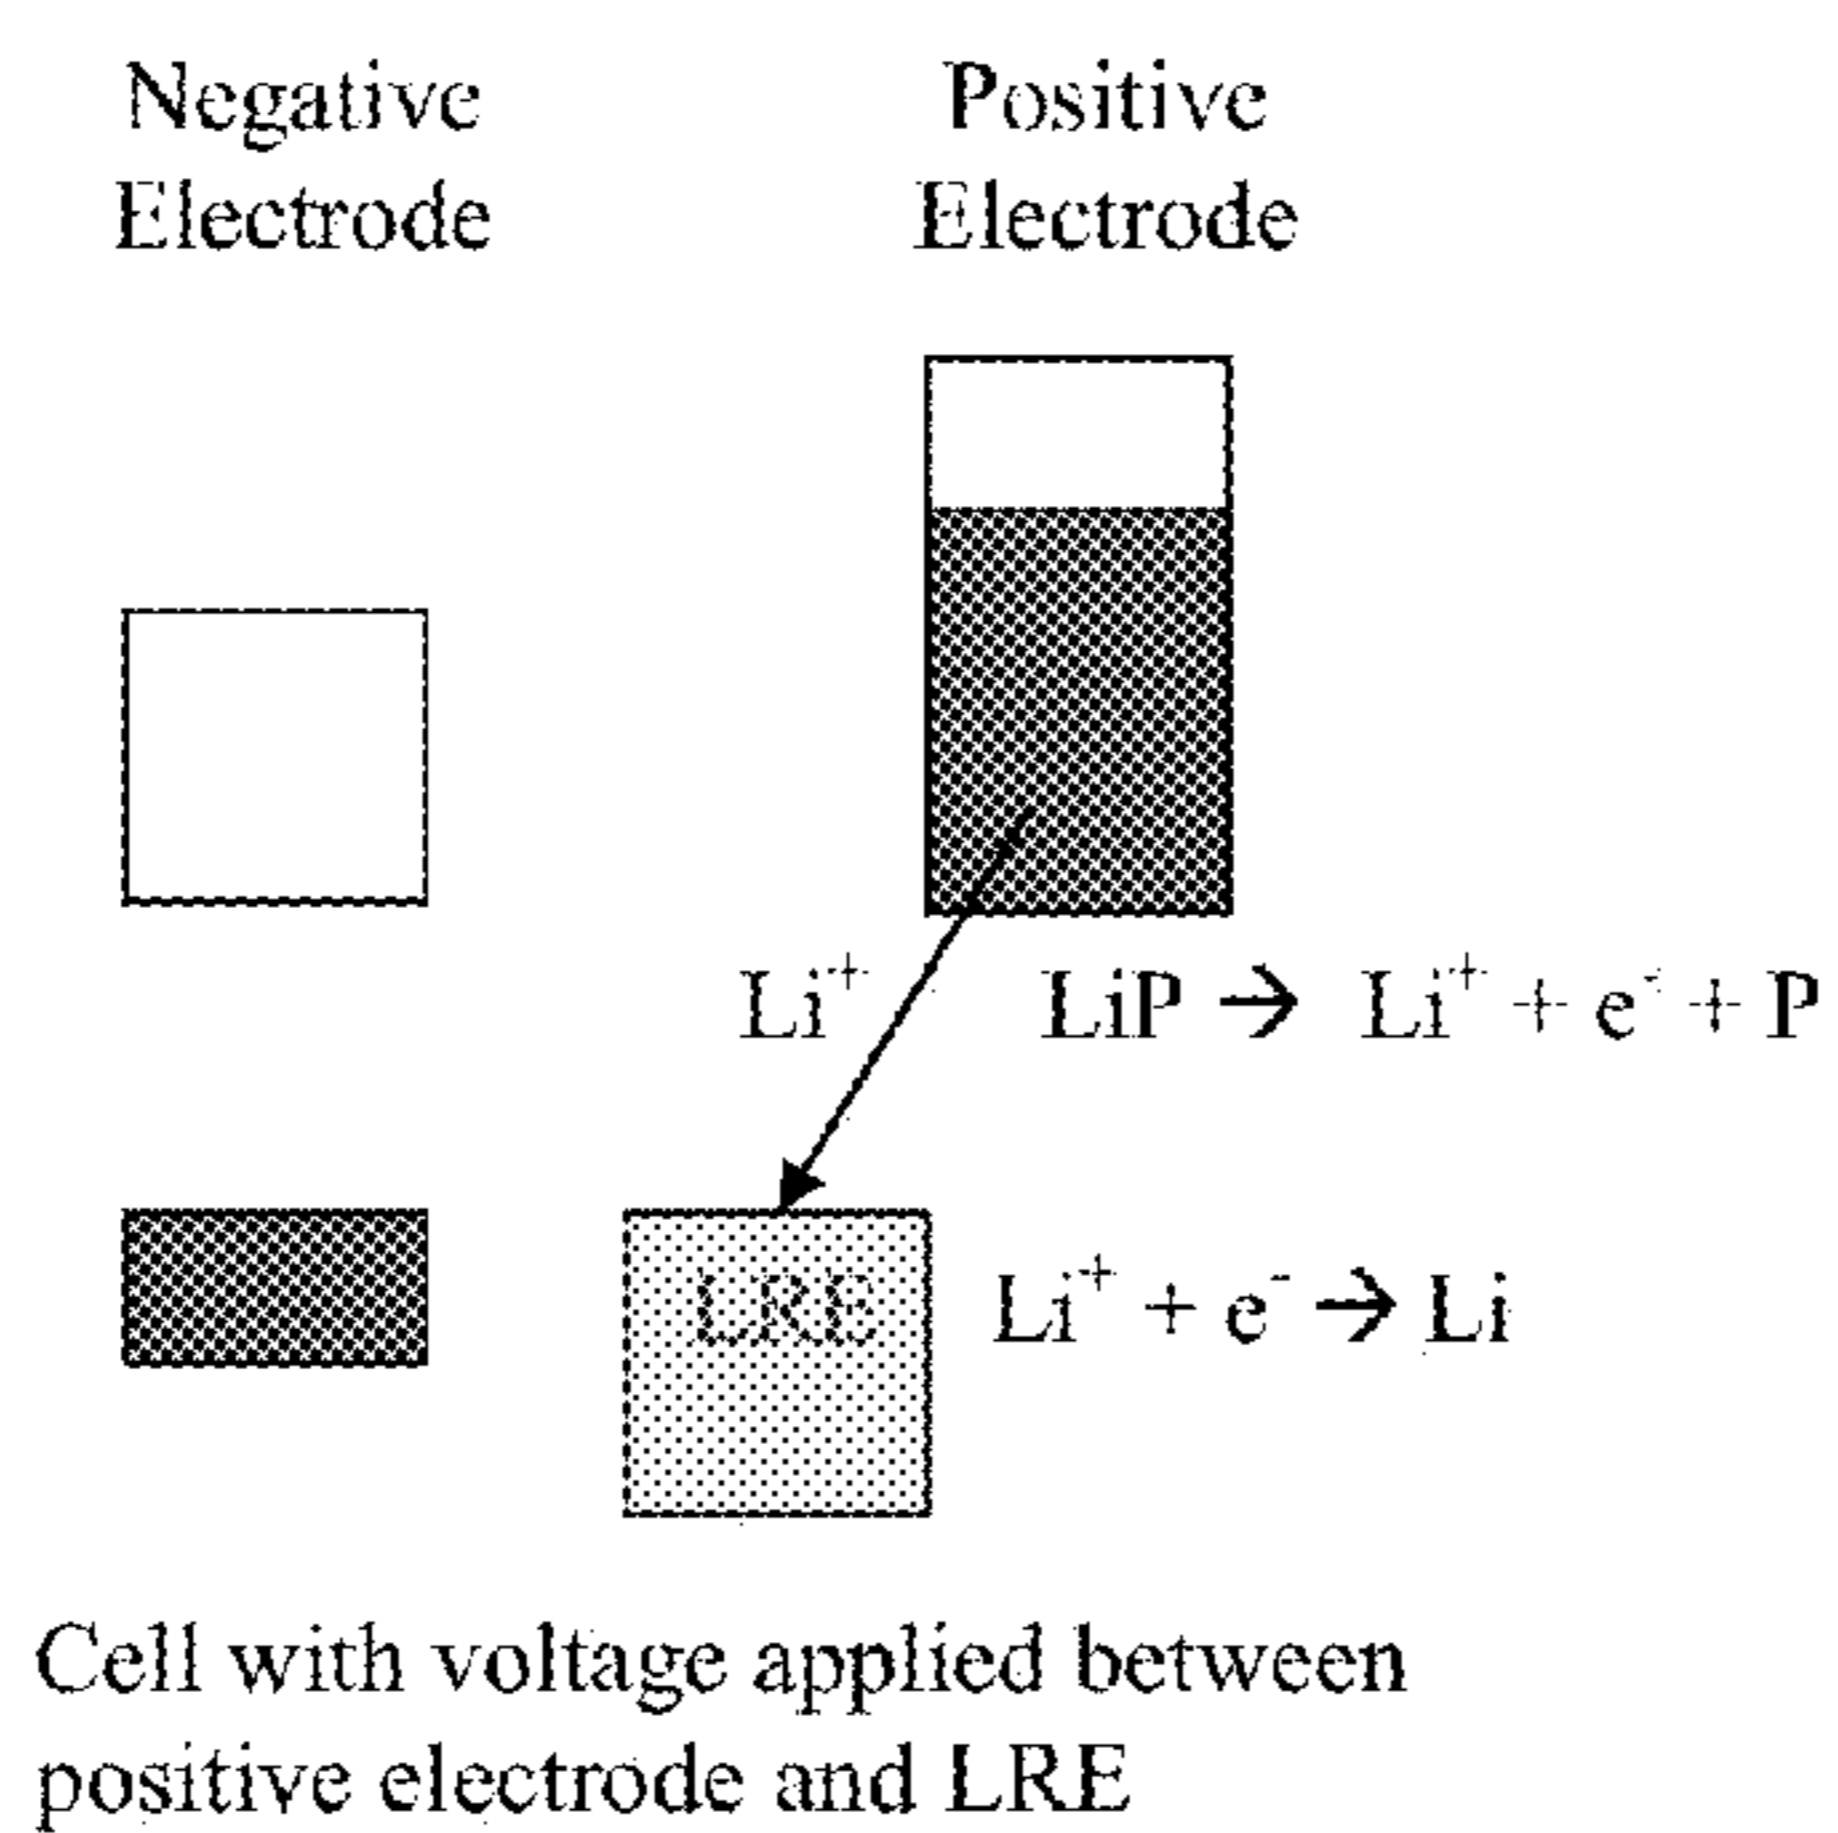 Negative
Electrode
Positive
Electrode
Li⁺
LiP → Li⁺ + e⁻ + P
LRE
Li⁺ + e⁻ → Li
Cell with voltage applied between
positive electrode and LRE